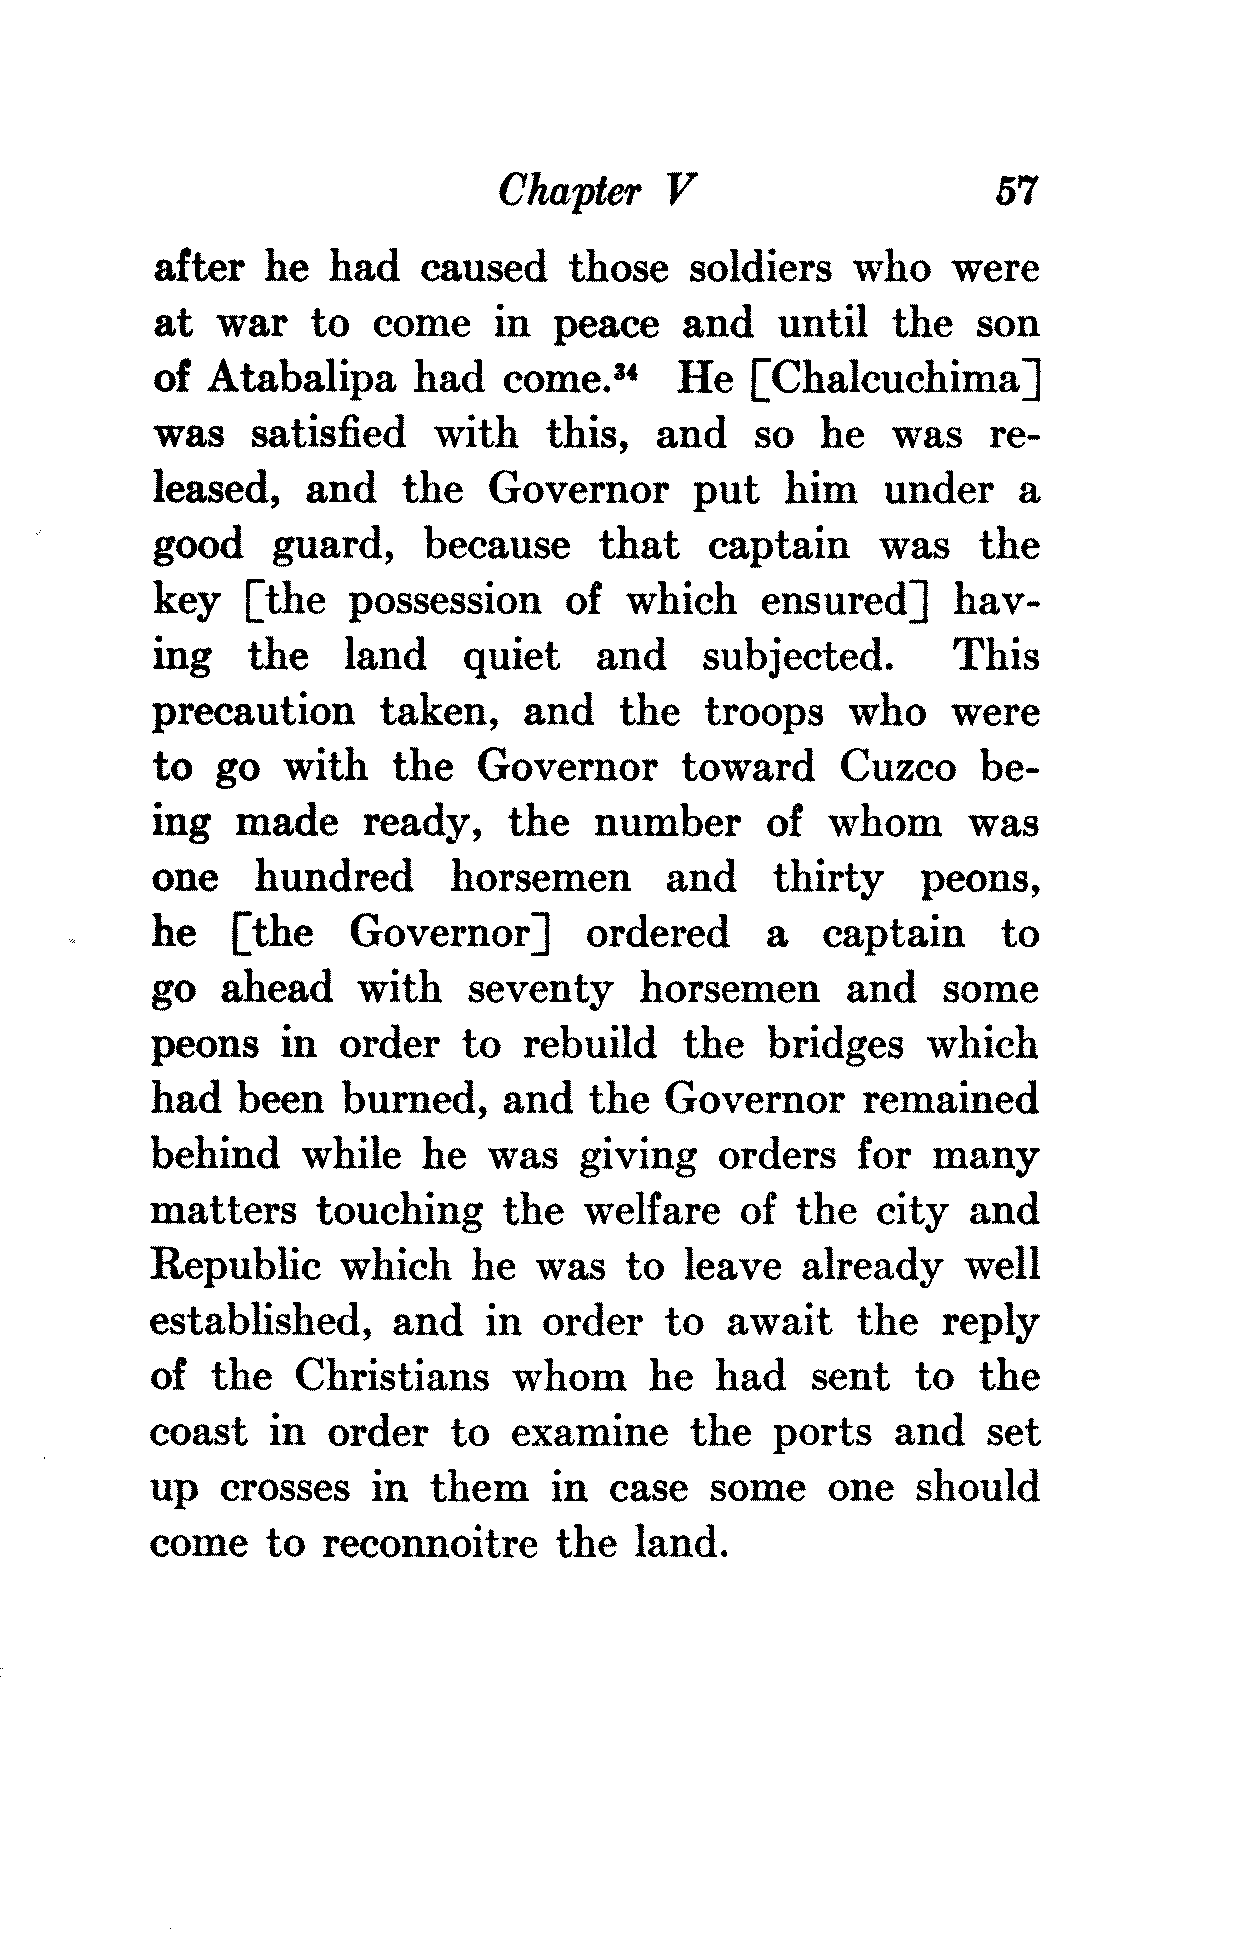 Chapter V 57
after he had caused those soldiers who were
at war to come in peace and until the son
of Atabalipa had come.³⁴ He [Chalcuchima]
was satisfied with this, and so he was re-
leased, and the Governor put him under a
good guard, because that captain was the
key [the possession of which ensured] hav-
ing the land quiet and subjected. This
precaution taken, and the troops who were
to go with the Governor toward Cuzco be-
ing made ready, the number of whom was
one hundred horsemen and thirty peons,
he [the Governor] ordered a captain to
go ahead with seventy horsemen and some
peons in order to rebuild the bridges which
had been burned, and the Governor remained
behind while he was giving orders for many
matters touching the welfare of the city and
Republic which he was to leave already well
established, and in order to await the reply
of the Christians whom he had sent to the
coast in order to examine the ports and set
up crosses in them in case some one should
come to reconnoitre the land.